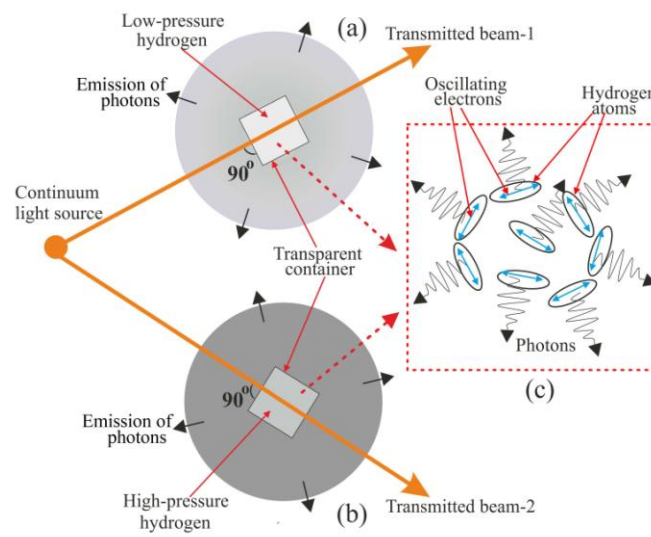 Low-pressure
hydrogen
(a)
Transmitted beam-1
Emission of
photons
90°
Continuum
light source
Transparent
container
Oscillating
electrons
Hydrogen
atoms
Photons
(c)
90°
Emission of
photons
High-pressure
hydrogen
(b)
Transmitted beam-2